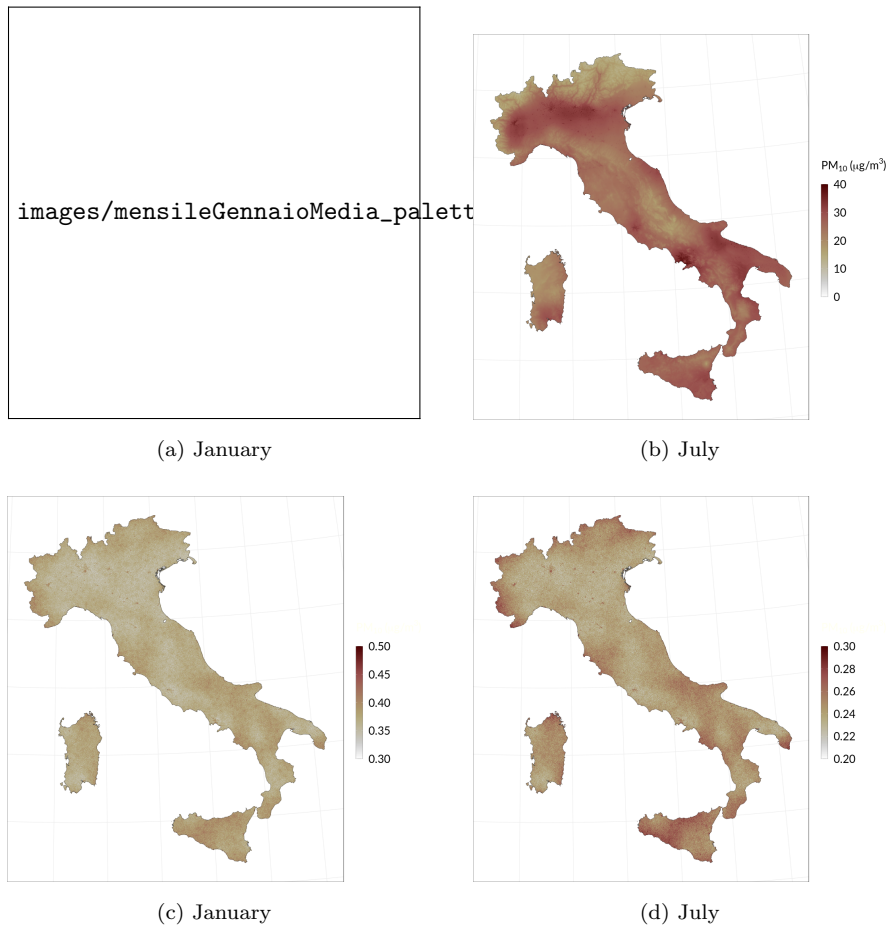 images/mensileGennaioMedia_palett
PM10 (μg/m3)
40
30
20
10
0
(a) January
(b) July
0.50
0.45
0.40
0.35
0.30
0.30
0.28
0.26
0.24
0.22
0.20
(c) January
(d) July